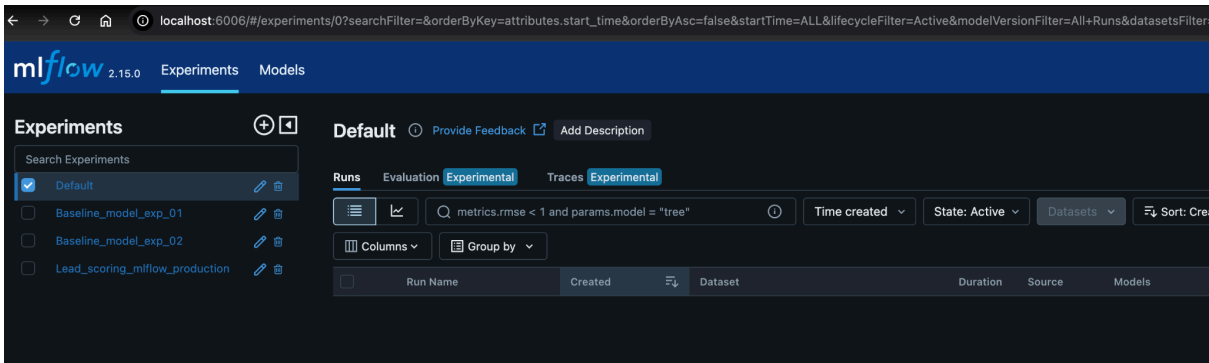 localhost:6006/#/experiments/0?searchFilter=&orderByKey=attributes.start_time&orderByAsc=false&startTime=ALL&lifecycleFilter=Active&modelVersionFilter=All+Runs&datasetsFilter=
mlflow 2.15.0 Experiments Models
Experiments
Search Experiments
Default
Baseline_model_exp_01
Baseline_model_exp_02
Lead_scoring_mlflow_production
Default Provide Feedback Add Description
Runs Evaluation Experimental Traces Experimental
metrics.rmse < 1 and params.model = "tree" Time created State: Active Datasets Sort: Cre
Columns Group by
Run Name Created Dataset Duration Source Models